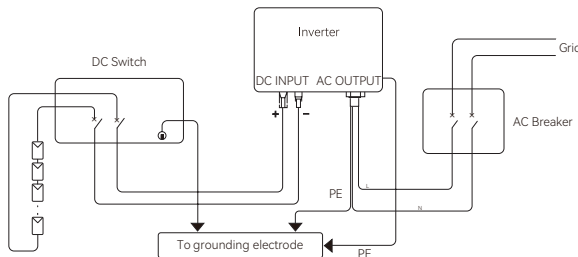 Inverter
DC Switch
DC INPUT AC OUTPUT
Grid
+ −
AC Breaker
PE
L
N
To grounding electrode
PE